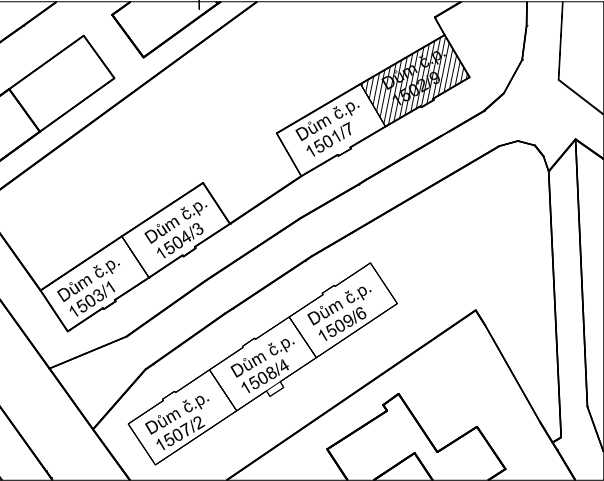 Dům č.p.
1502/9
Dům č.p.
1501/7
Dům č.p.
1504/3
Dům č.p.
1503/1
Dům č.p.
1509/6
Dům č.p.
1508/4
Dům č.p.
1507/2